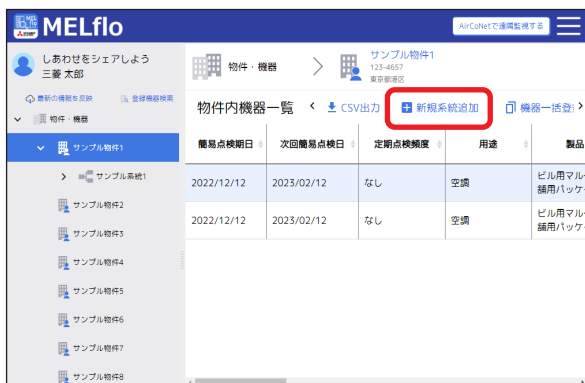 MELflo
AirCoNetで遠隔監視する
しあわせをシェアしよう
三菱 太郎
最新の情報を反映
登録機器検索
物件・機器
サンプル物件1
サンプル系統1
サンプル物件2
サンプル物件3
サンプル物件4
サンプル物件5
サンプル物件6
サンプル物件7
サンプル物件8
物件・機器
サンプル物件1
123-4657
東京都港区
物件内機器一覧
CSV出力
新規系統追加
機器一括登
簡易点検期日 次回簡易点検日 定期点検頻度 用途 製品
2022/12/12 2023/02/12 なし 空調 ビル用マル
舗用パッケ
2022/12/12 2023/02/12 なし 空調 ビル用マル
舗用パッケ